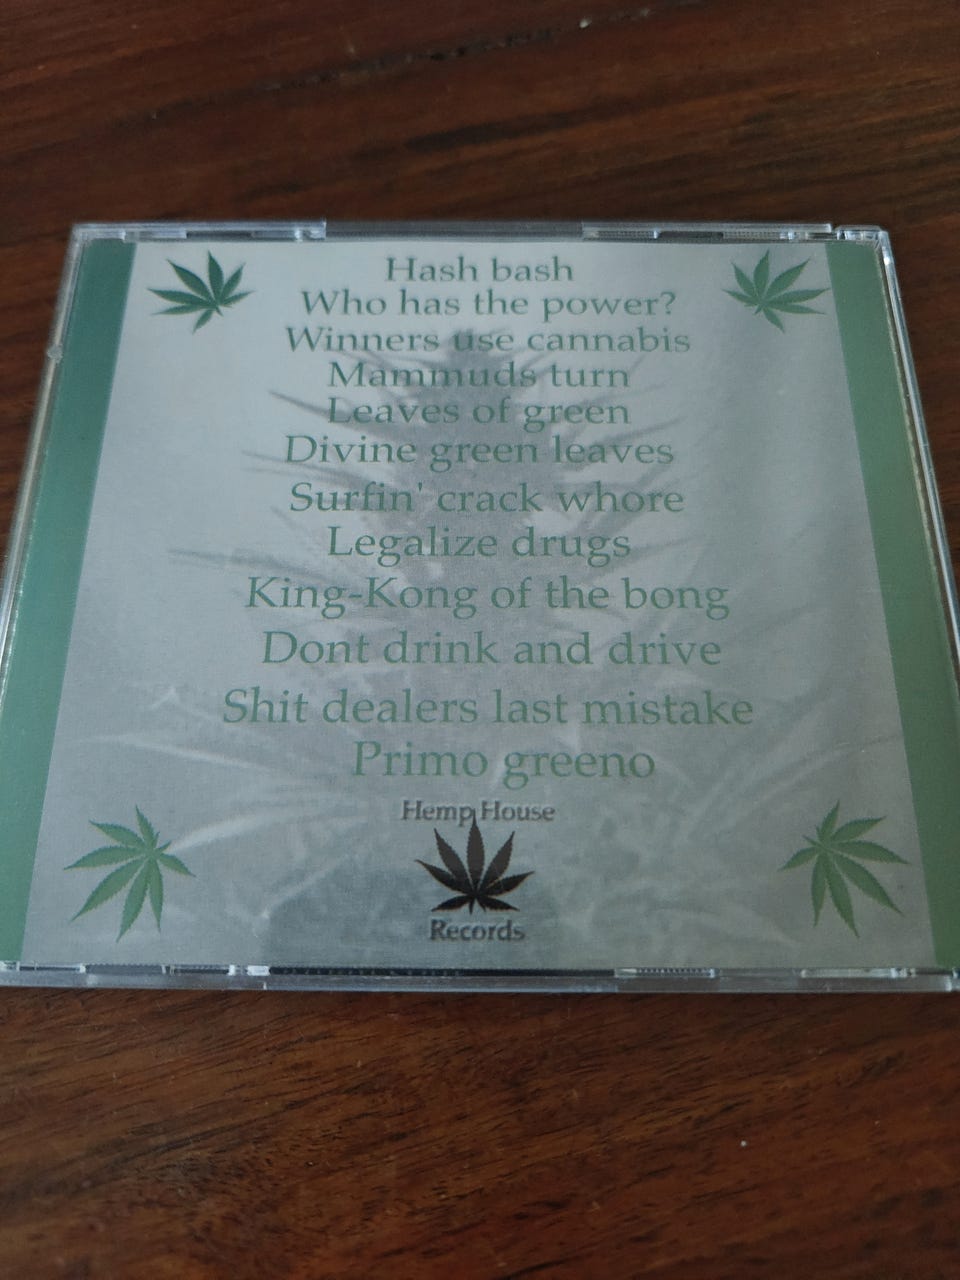 Hash bash
Who has the power?
Winners use cannabis
Mammuds turn
Leaves of green
Divine green leaves
Surfin' crack whore
Legalize drugs
King-Kong of the bong
Dont drink and drive
Shit dealers last mistake
Primo greeno
Hemp House
Records